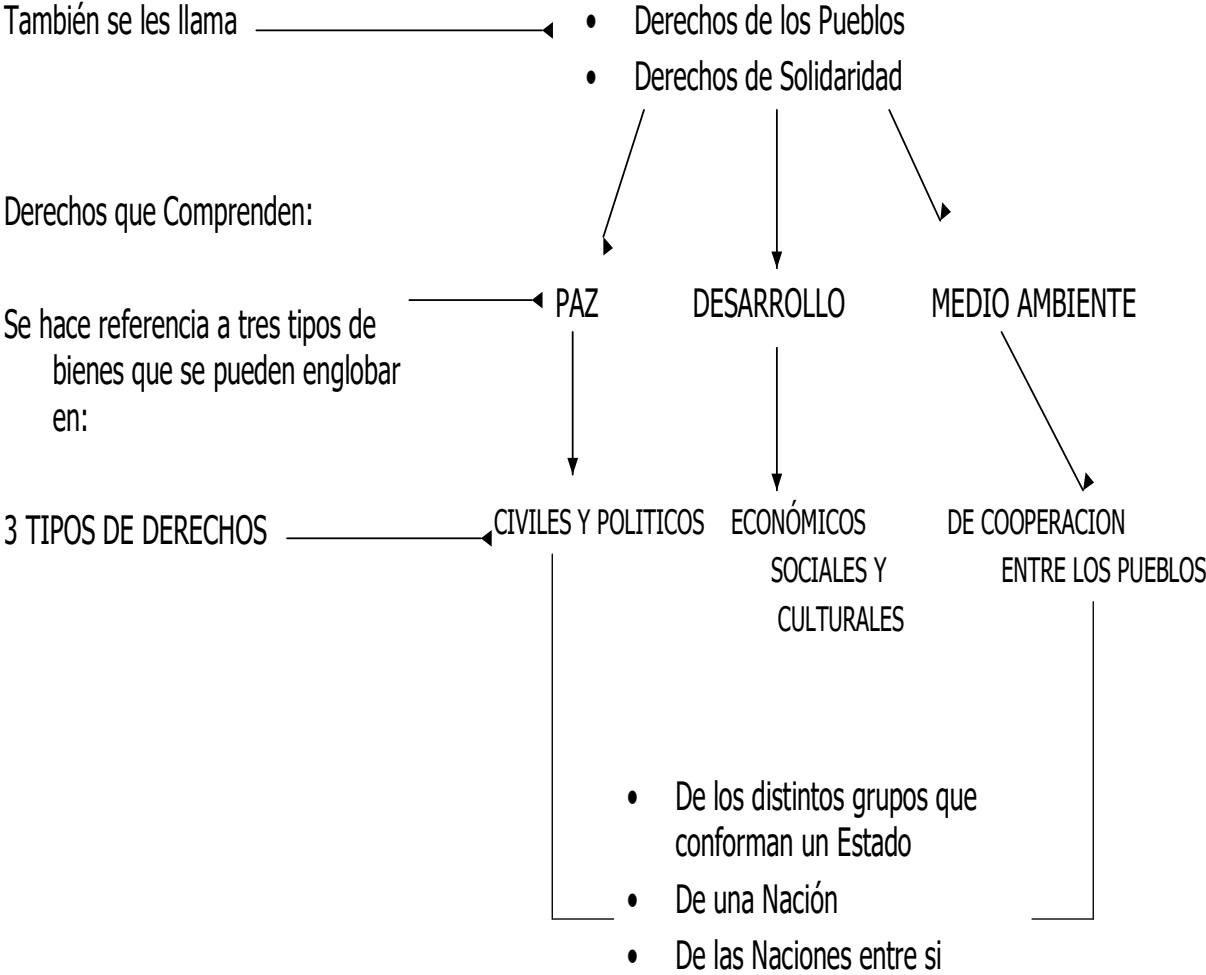 También se les llama
• Derechos de los Pueblos
• Derechos de Solidaridad
Derechos que Comprenden:
PAZ DESARROLLO MEDIO AMBIENTE
Se hace referencia a tres tipos de
bienes que se pueden englobar
en:
3 TIPOS DE DERECHOS
CIVILES Y POLITICOS
ECONÓMICOS
SOCIALES Y
CULTURALES
DE COOPERACION
ENTRE LOS PUEBLOS
• De los distintos grupos que
conforman un Estado
• De una Nación
• De las Naciones entre si